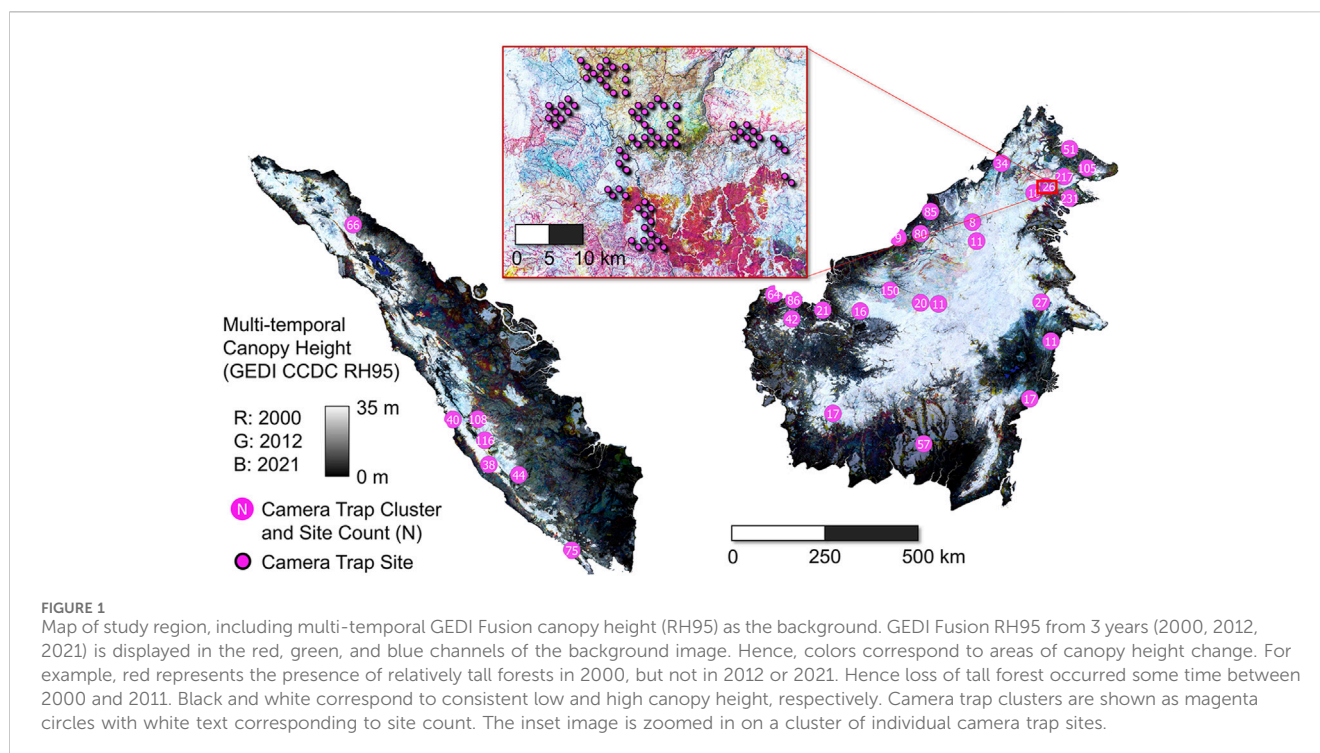 0 5 10 km
66
40
108
116
38
44
75
Multi-temporal
Canopy Height
(GEDI CCDC RH95)
R: 2000
G: 2012
B: 2021
35 m
0 m
N
Camera Trap Cluster
and Site Count (N)
Camera Trap Site
51
34
105
217
126
231
85
8
80
9
11
150
64
86
20
11
27
42
21
16
11
17
17
57
0 250 500 km
FIGURE 1
Map of study region, including multi-temporal GEDI Fusion canopy height (RH95) as the background. GEDI Fusion RH95 from 3 years (2000, 2012,
2021) is displayed in the red, green, and blue channels of the background image. Hence, colors correspond to areas of canopy height change. For
example, red represents the presence of relatively tall forests in 2000, but not in 2012 or 2021. Hence loss of tall forest occurred some time between
2000 and 2011. Black and white correspond to consistent low and high canopy height, respectively. Camera trap clusters are shown as magenta
circles with white text corresponding to site count. The inset image is zoomed in on a cluster of individual camera trap sites.